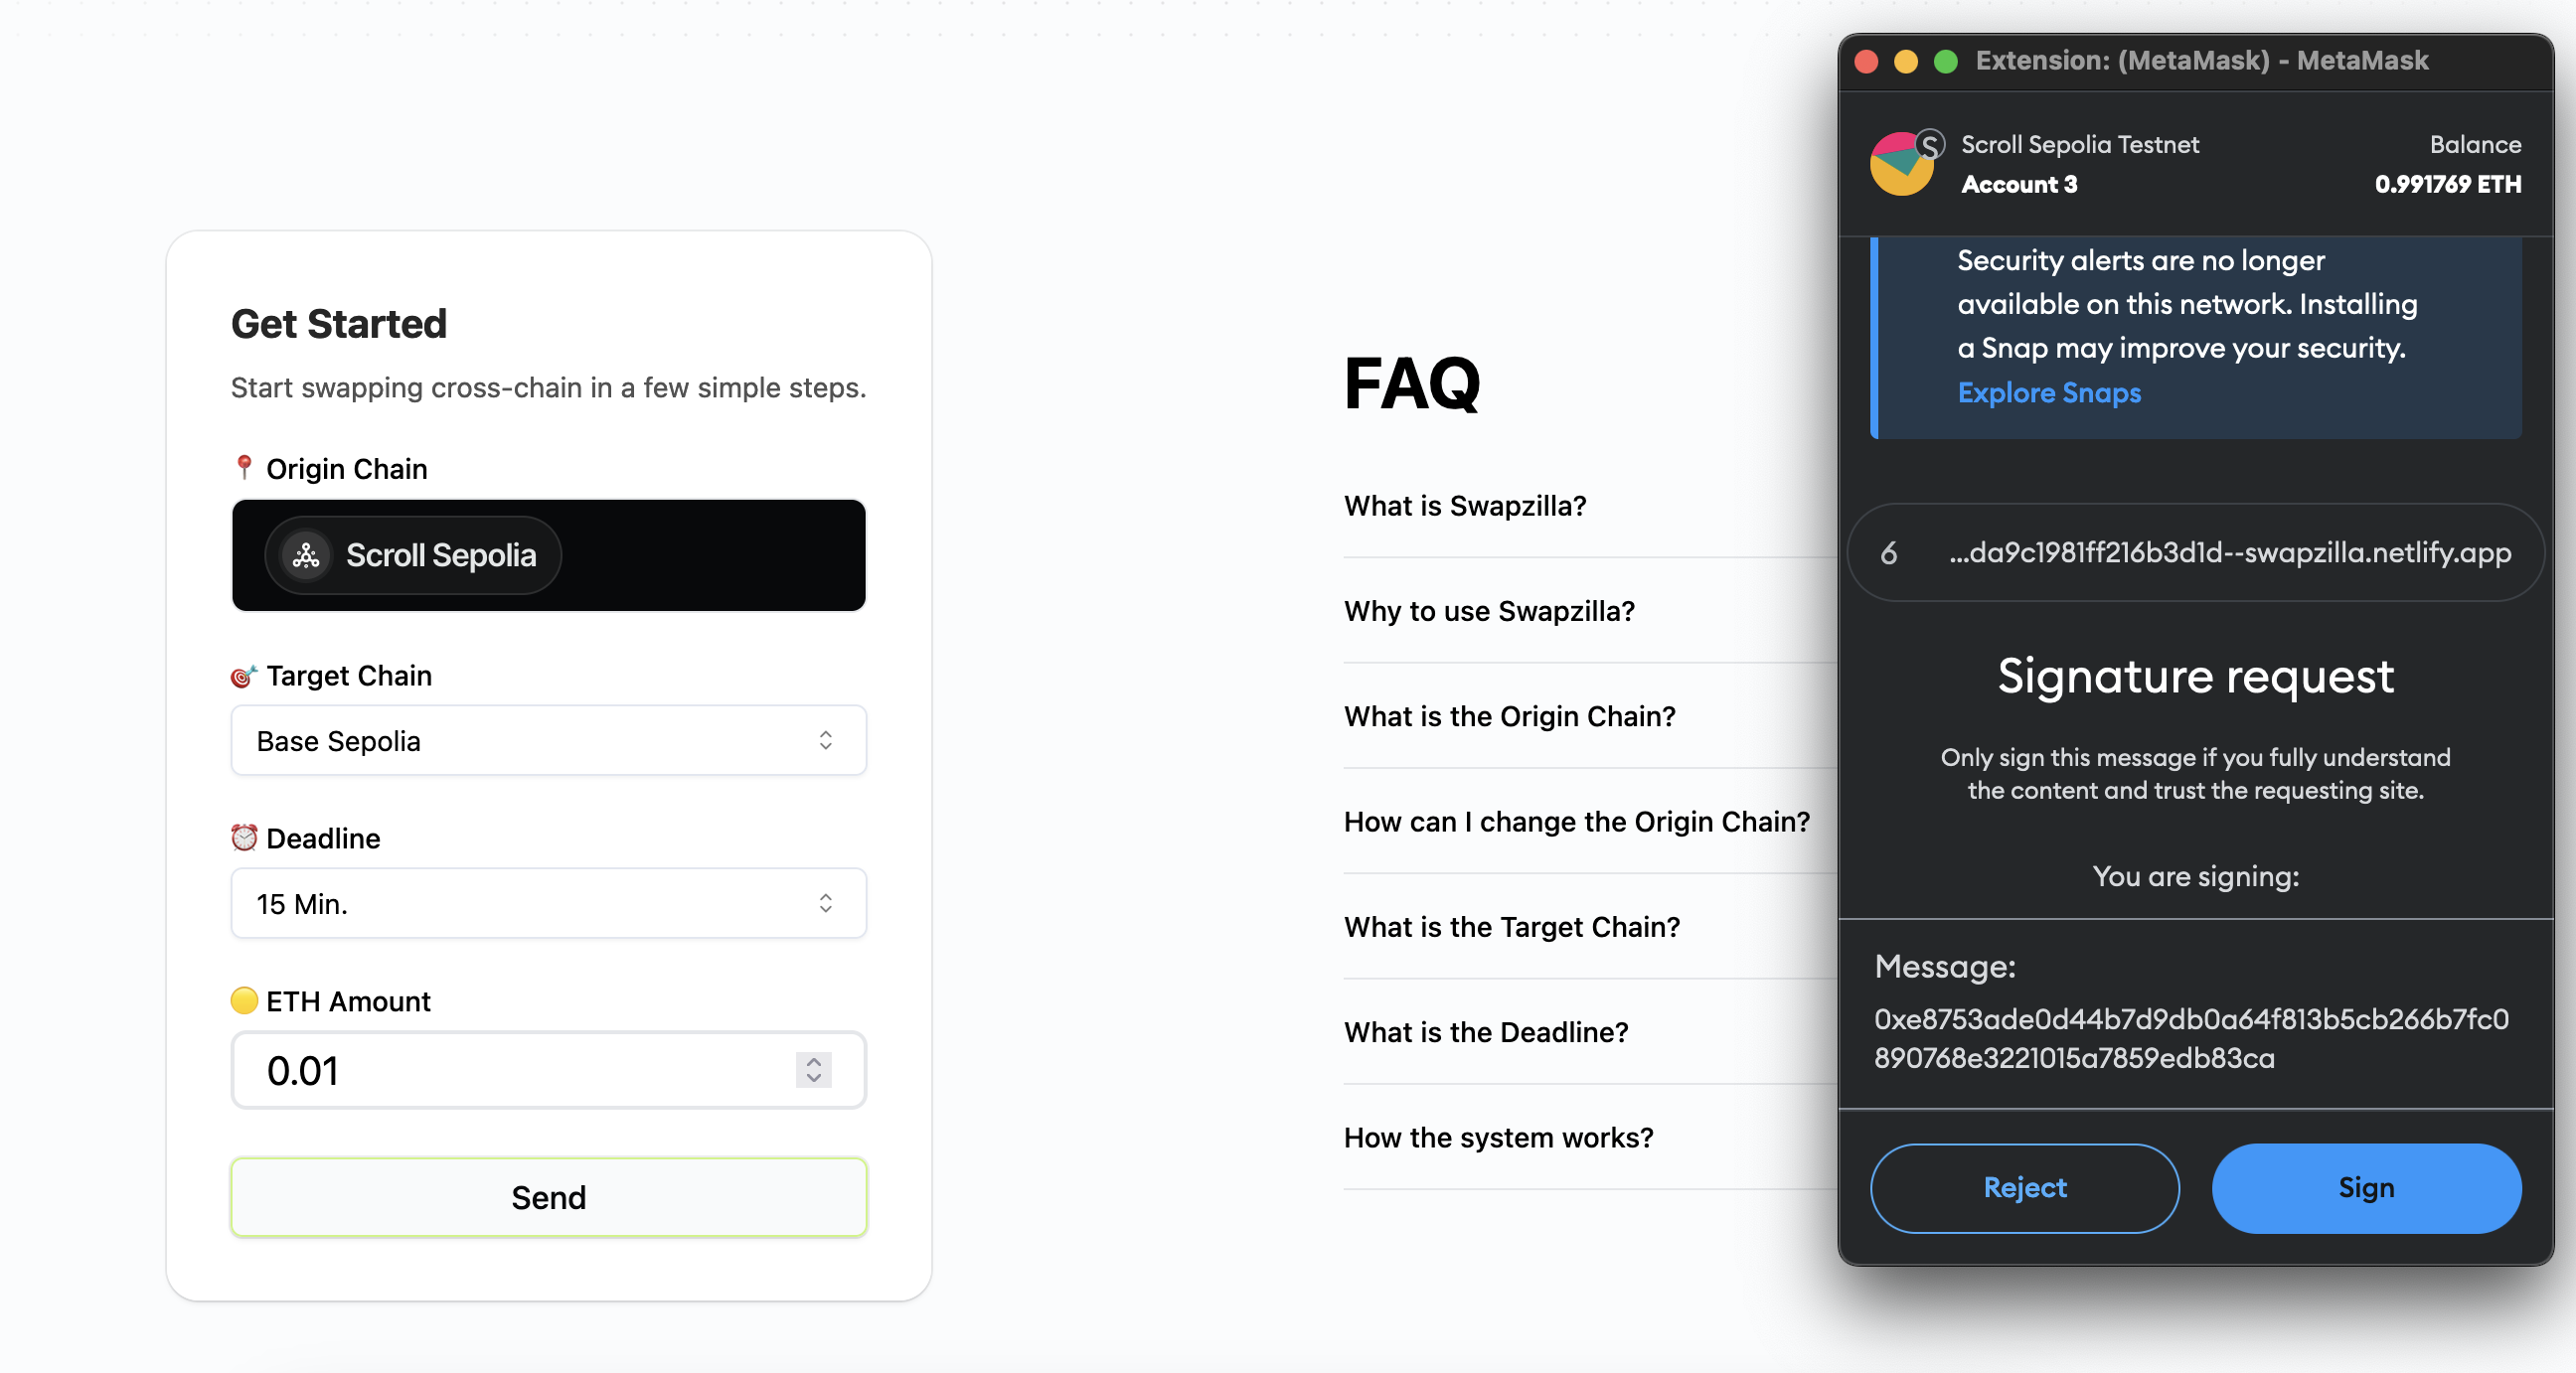 Get Started
Start swapping cross-chain in a few simple steps.
Origin Chain
Scroll Sepolia
Target Chain
Base Sepolia
Deadline
15 Min.
ETH Amount
0.01
Send
FAQ
What is Swapzilla?
Why to use Swapzilla?
What is the Origin Chain?
How can I change the Origin Chain?
What is the Target Chain?
What is the Deadline?
How the system works?
Extension: (MetaMask) - MetaMask
S
Scroll Sepolia Testnet
Balance
Account 3
0.991769 ETH
Security alerts are no longer
available on this network. Installing
a Snap may improve your security.
Explore Snaps
6 ...da9c1981ff216b3d1d--swapzilla.netlify.app
Signature request
Only sign this message if you fully understand
the content and trust the requesting site.
You are signing:
Message:
0xe8753ade0d44b7d9db0a64f813b5cb266b7fc0
890768e3221015a7859edb83ca
Reject
Sign